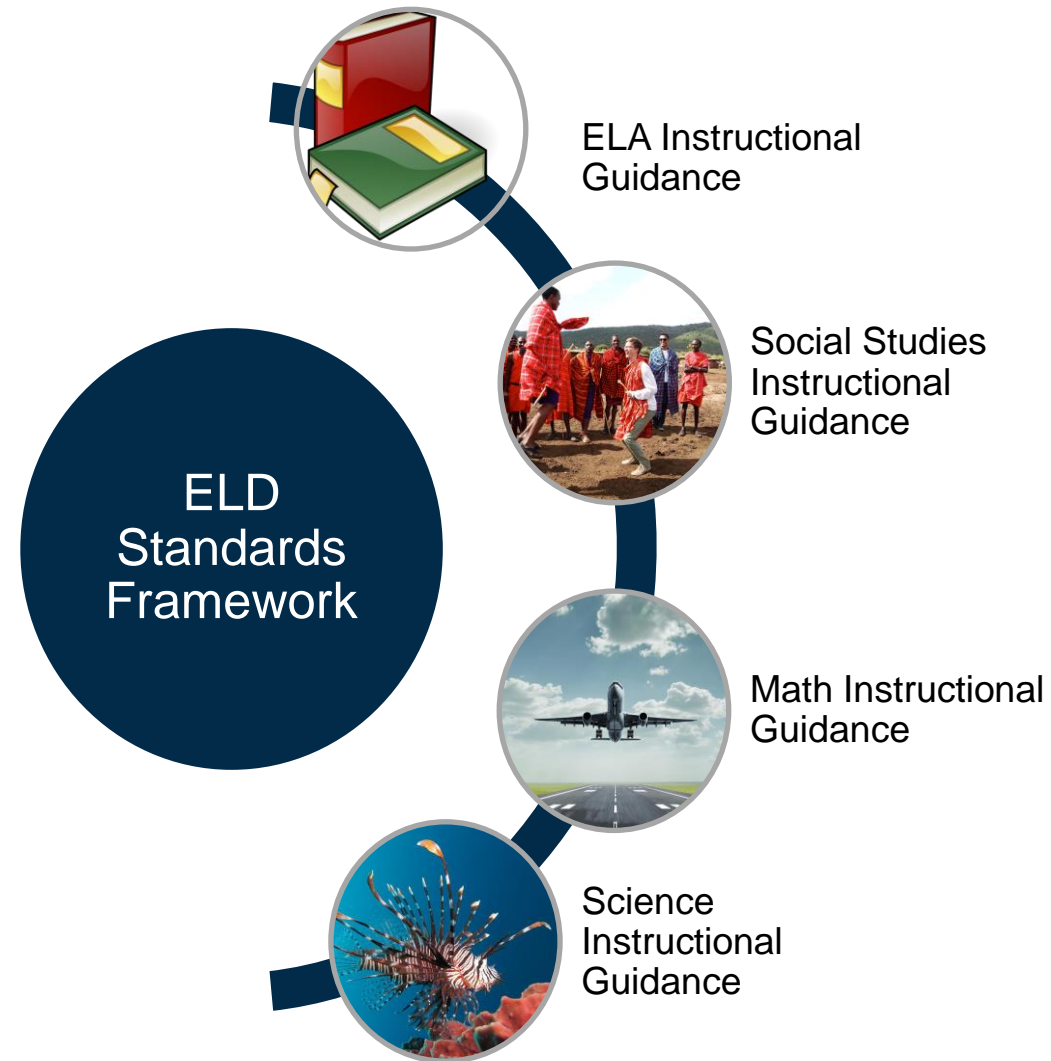 ELA Instructional
Guidance
Social Studies
Instructional
Guidance
ELD
Standards
Framework
Math Instructional
Guidance
Science
Instructional
Guidance